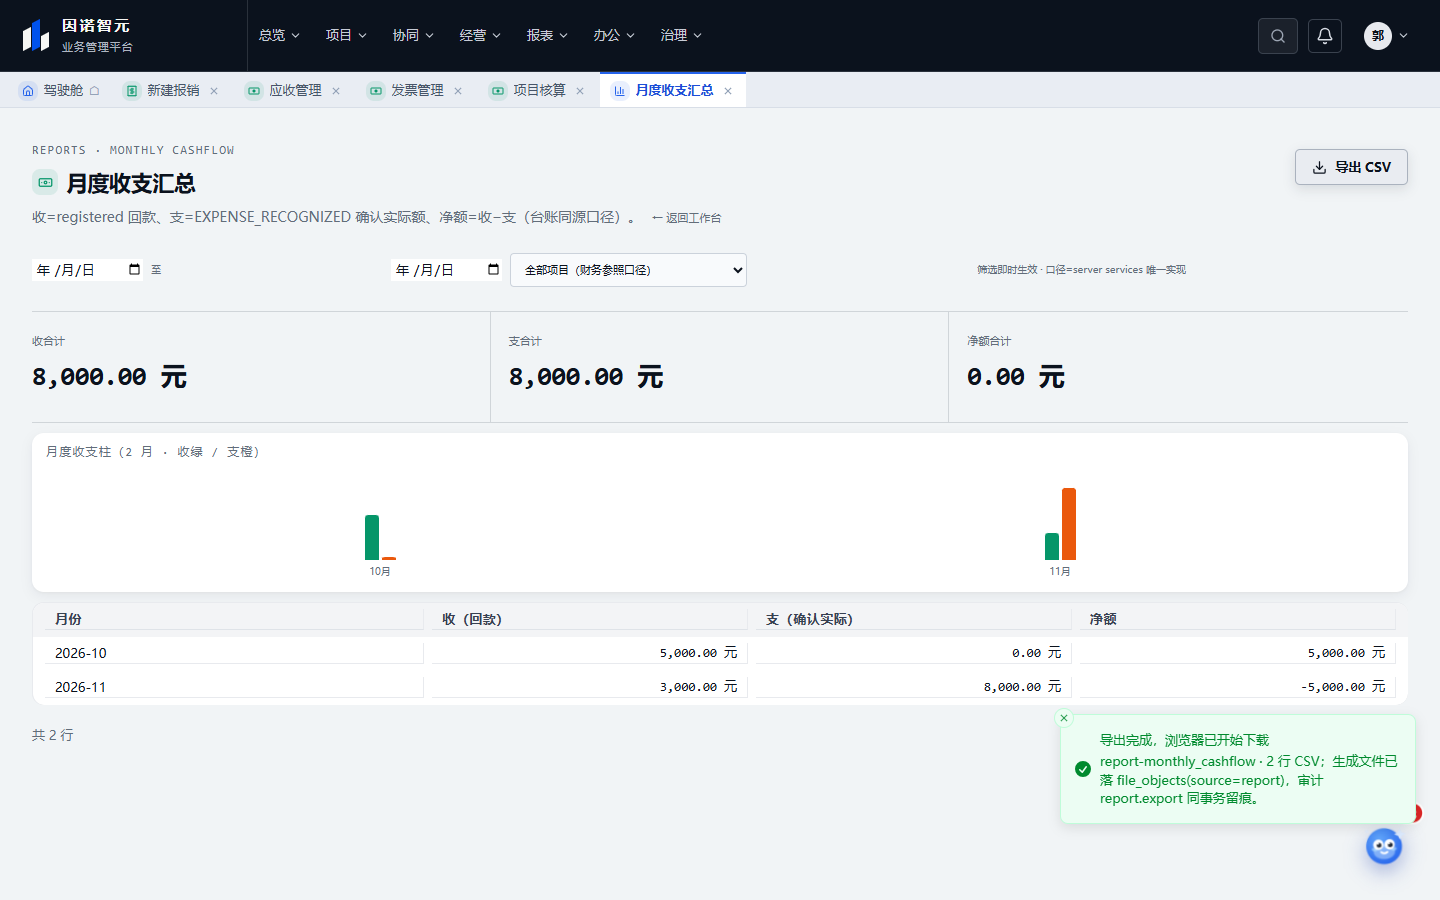 因诺智元
业务管理平台
总览 项目 协同 经营 报表 办公 治理
郭
驾驶舱 新建报销 应收管理 发票管理 项目核算 月度收支汇总
REPORTS · MONTHLY CASHFLOW
月度收支汇总
导出 CSV
收=registered 回款、支=EXPENSE_RECOGNIZED 确认实际额、净额=收−支（台账同源口径）。 ←返回工作台
年 /月/日 至 年 /月/日 全部项目（财务参照口径） 筛选即时生效 · 口径=server services 唯一实现
收合计 支合计 净额合计
8,000.00 元 8,000.00 元 0.00 元
月度收支柱（2 月 · 收绿 / 支橙）
10月 11月
月份 收（回款） 支（确认实际） 净额
2026-10 5,000.00 元 0.00 元 5,000.00 元
2026-11 3,000.00 元 8,000.00 元 -5,000.00 元
共 2 行
导出完成，浏览器已开始下载
report-monthly_cashflow · 2 行 CSV；生成文件已
落 file_objects(source=report)，审计
report.export 同事务留痕。